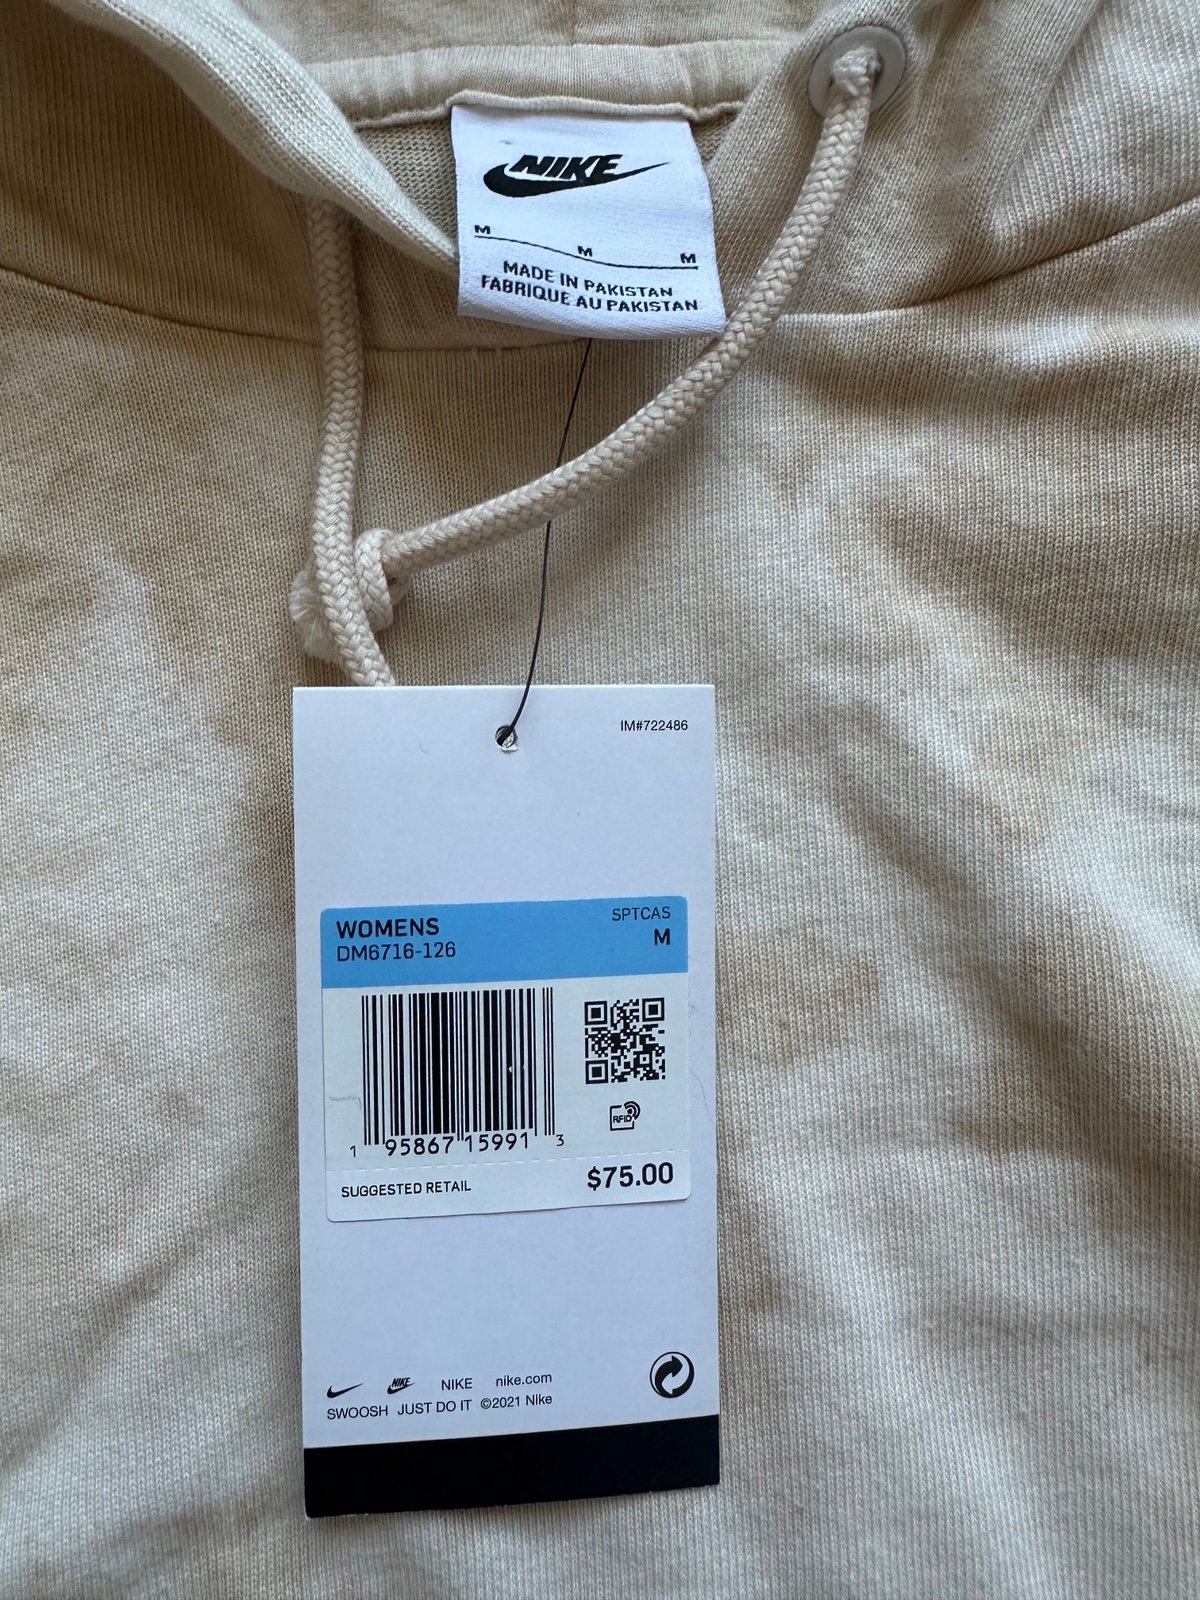 NIKE
M M M
MADE IN PAKISTAN
FABRIQUE AU PAKISTAN
IM#722486
WOMENS SPTCAS
DM6716-126 M
RFID
1 95867 15991 3
SUGGESTED RETAIL $75.00
NIKE NIKE nike.com
SWOOSH JUST DO IT ©2021 Nike